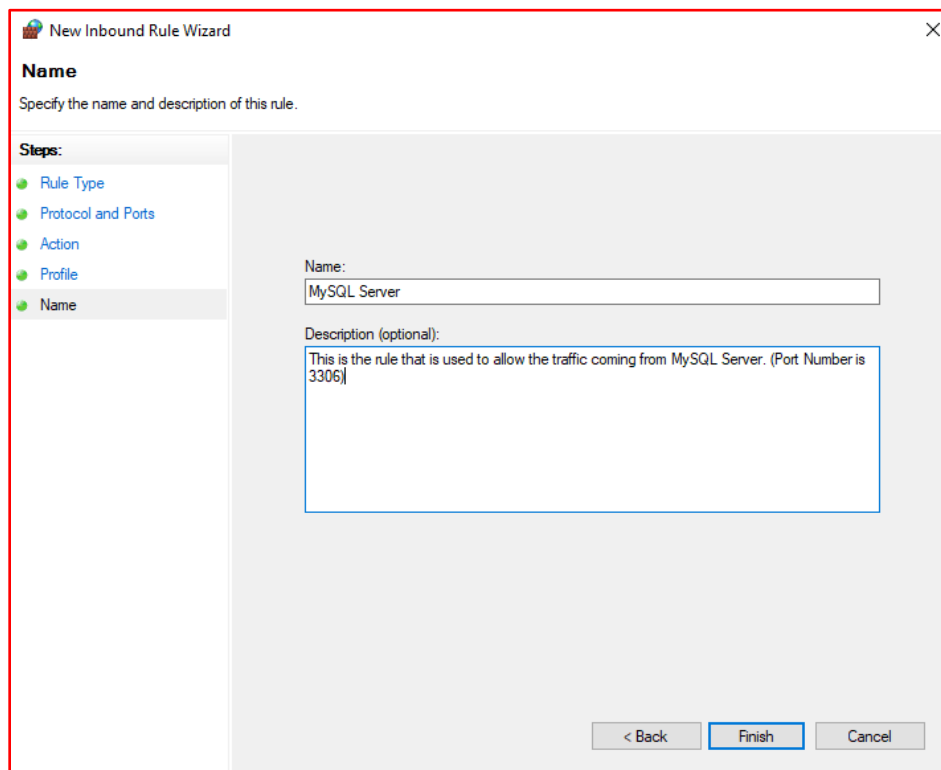 New Inbound Rule Wizard
Name
Specify the name and description of this rule.
Steps:
Rule Type
Protocol and Ports
Action
Profile
Name
Name:
MySQL Server
Description (optional):
This is the rule that is used to allow the traffic coming from MySQL Server. (Port Number is
3306)
< Back
Finish
Cancel